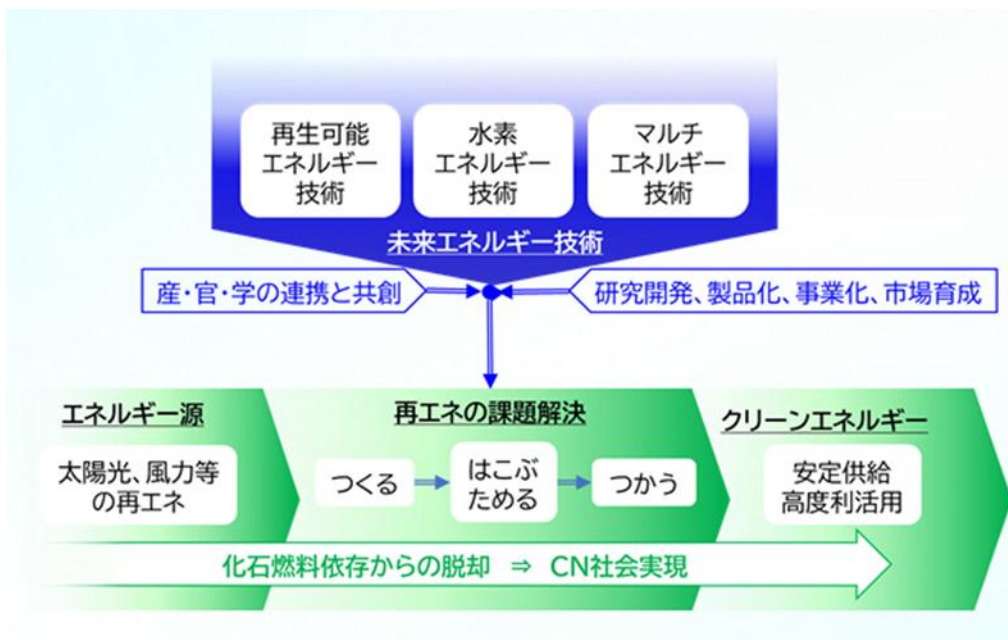 再生可能
エネルギー
技術
水素
エネルギー
技術
マルチ
エネルギー
技術
未来エネルギー技術
産・官・学の連携と共創
研究開発、製品化、事業化、市場育成
エネルギー源
太陽光、風力等
の再エネ
再エネの課題解決
つくる
はこぶ
ためる
つかう
クリーンエネルギー
安定供給
高度利活用
化石燃料依存からの脱却 ⇒ CN社会実現